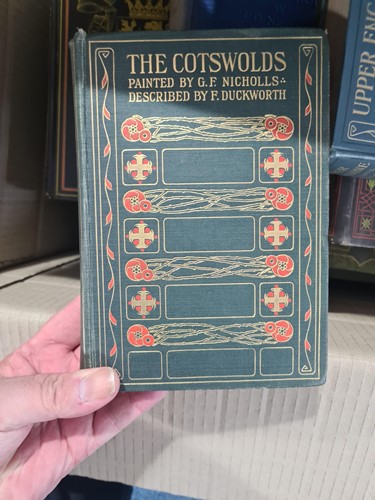 THE COTSWOLDS
PAINTED BY G.F. NICHOLLS
DESCRIBED BY F. DUCKWORTH
UPPER ENG